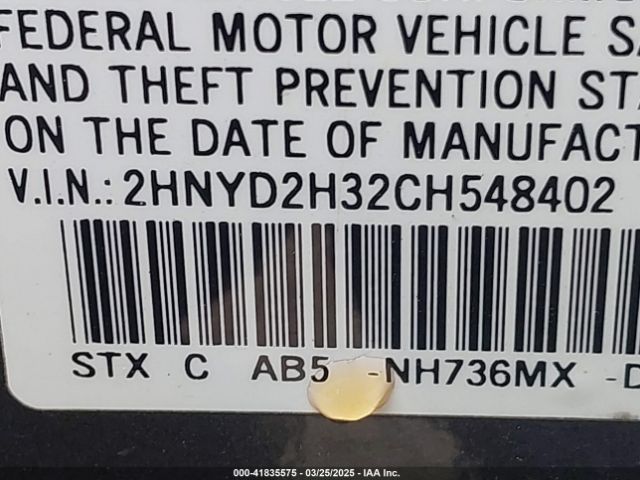 FEDERAL MOTOR VEHICLE SA
AND THEFT PREVENTION STA
ON THE DATE OF MANUFACT
V.I.N.: 2HNYD2H32CH548402
STX C AB5 -NH736MX -D
000-41835575 - 03/25/2025 - IAA Inc.